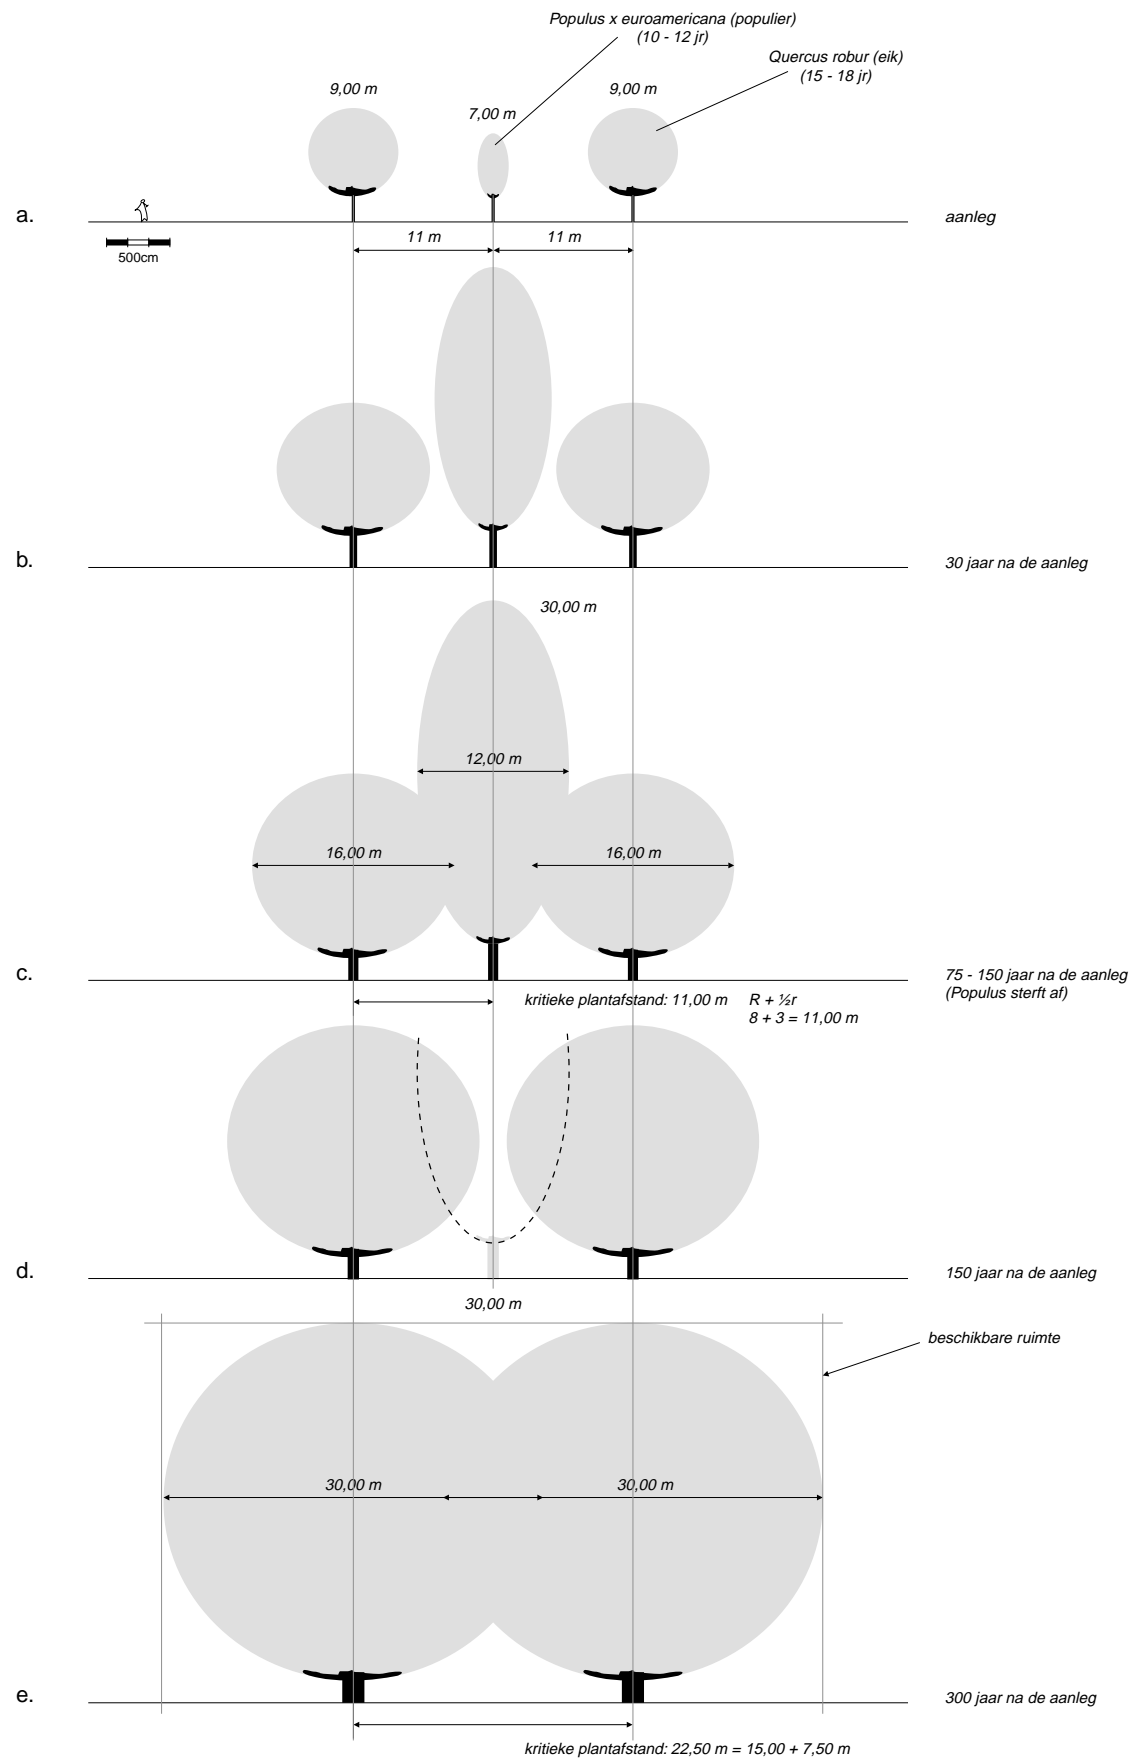 Populus x euroamericana (populier)
(10 - 12 jr)
Quercus robur (eik)
(15 - 18 jr)
9,00 m
7,00 m
9,00 m
a.
aanleg
500cm
11 m
11 m
b.
30 jaar na de aanleg
30,00 m
12,00 m
16,00 m
16,00 m
c.
75 - 150 jaar na de aanleg
(Populus sterft af)
kritieke plantafstand: 11,00 m
R + ½r
8 + 3 = 11,00 m
d.
150 jaar na de aanleg
30,00 m
beschikbare ruimte
30,00 m
30,00 m
e.
300 jaar na de aanleg
kritieke plantafstand: 22,50 m = 15,00 + 7,50 m